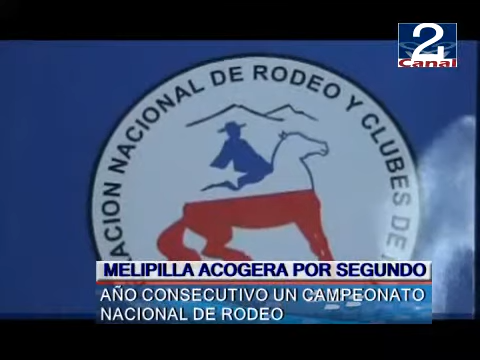 2
Canal
ACION NACIONAL DE RODEO Y CLUBES DE
MELIPILLA ACOGERA POR SEGUNDO
AÑO CONSECUTIVO UN CAMPEONATO
NACIONAL DE RODEO